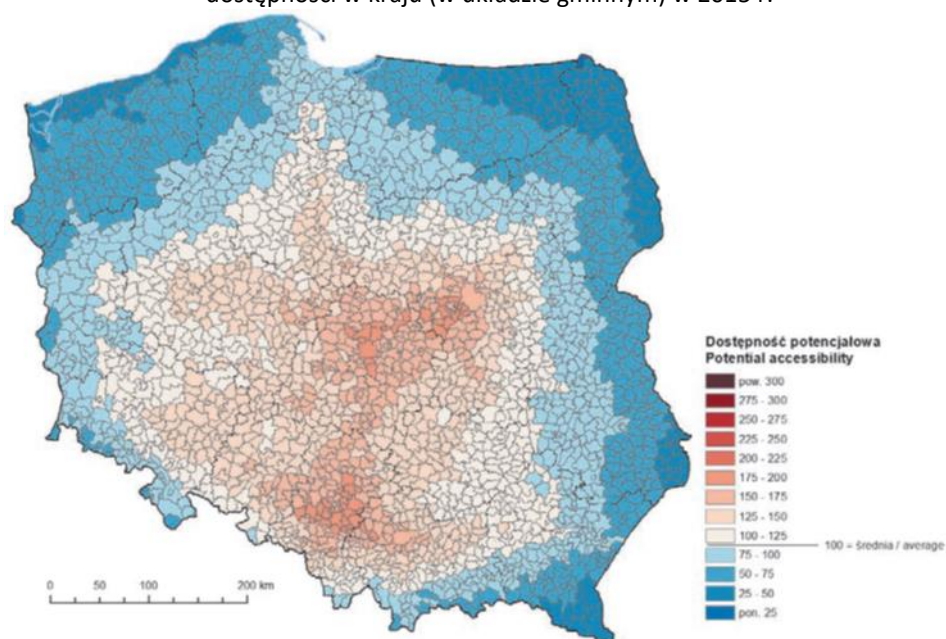 dostępności w kraju (w układzie gminnym) w 2013 r.
Dostępność potencjałowa
Potential accessibility
pow. 300
275 - 300
250 - 275
225 - 250
200 - 225
175 - 200
150 - 175
125 - 150
100 - 125
100 = średnia / average
75 - 100
50 - 75
25 - 50
pon. 25
0 50 100 200 km